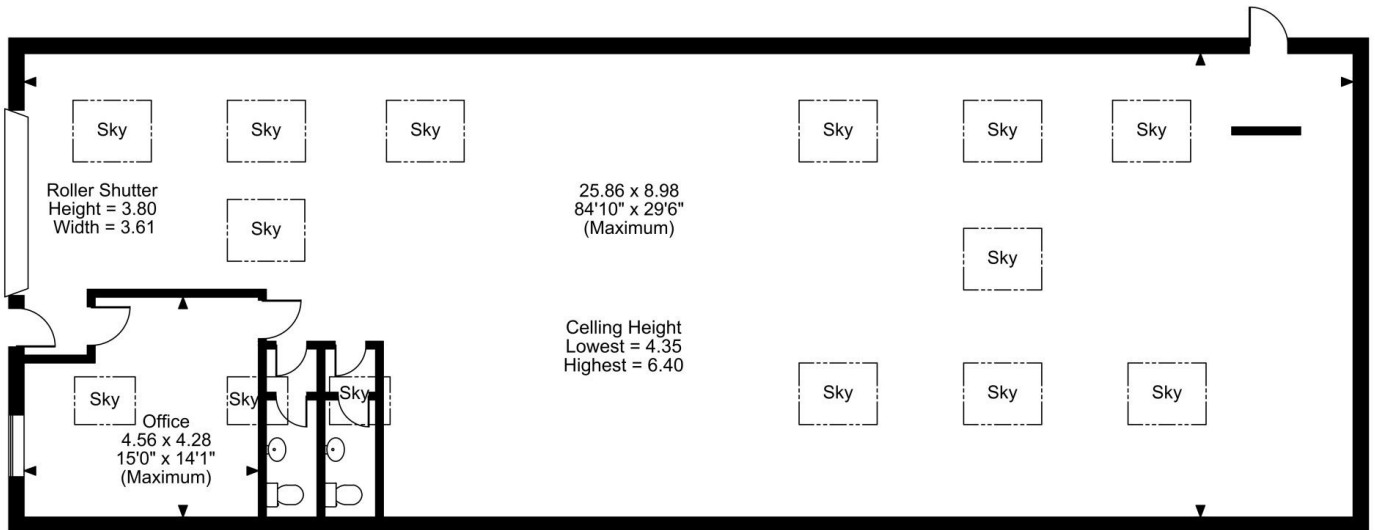 Sky
Sky
Sky
Sky
Sky
Sky
Roller Shutter
Height = 3.80
Width = 3.61
Sky
25.86 x 8.98
84'10" x 29'6"
(Maximum)
Sky
Celling Height
Lowest = 4.35
Highest = 6.40
Sky
Sky
Sky
Sky
Sky
Sky
Office
4.56 x 4.28
15'0" x 14'1"
(Maximum)